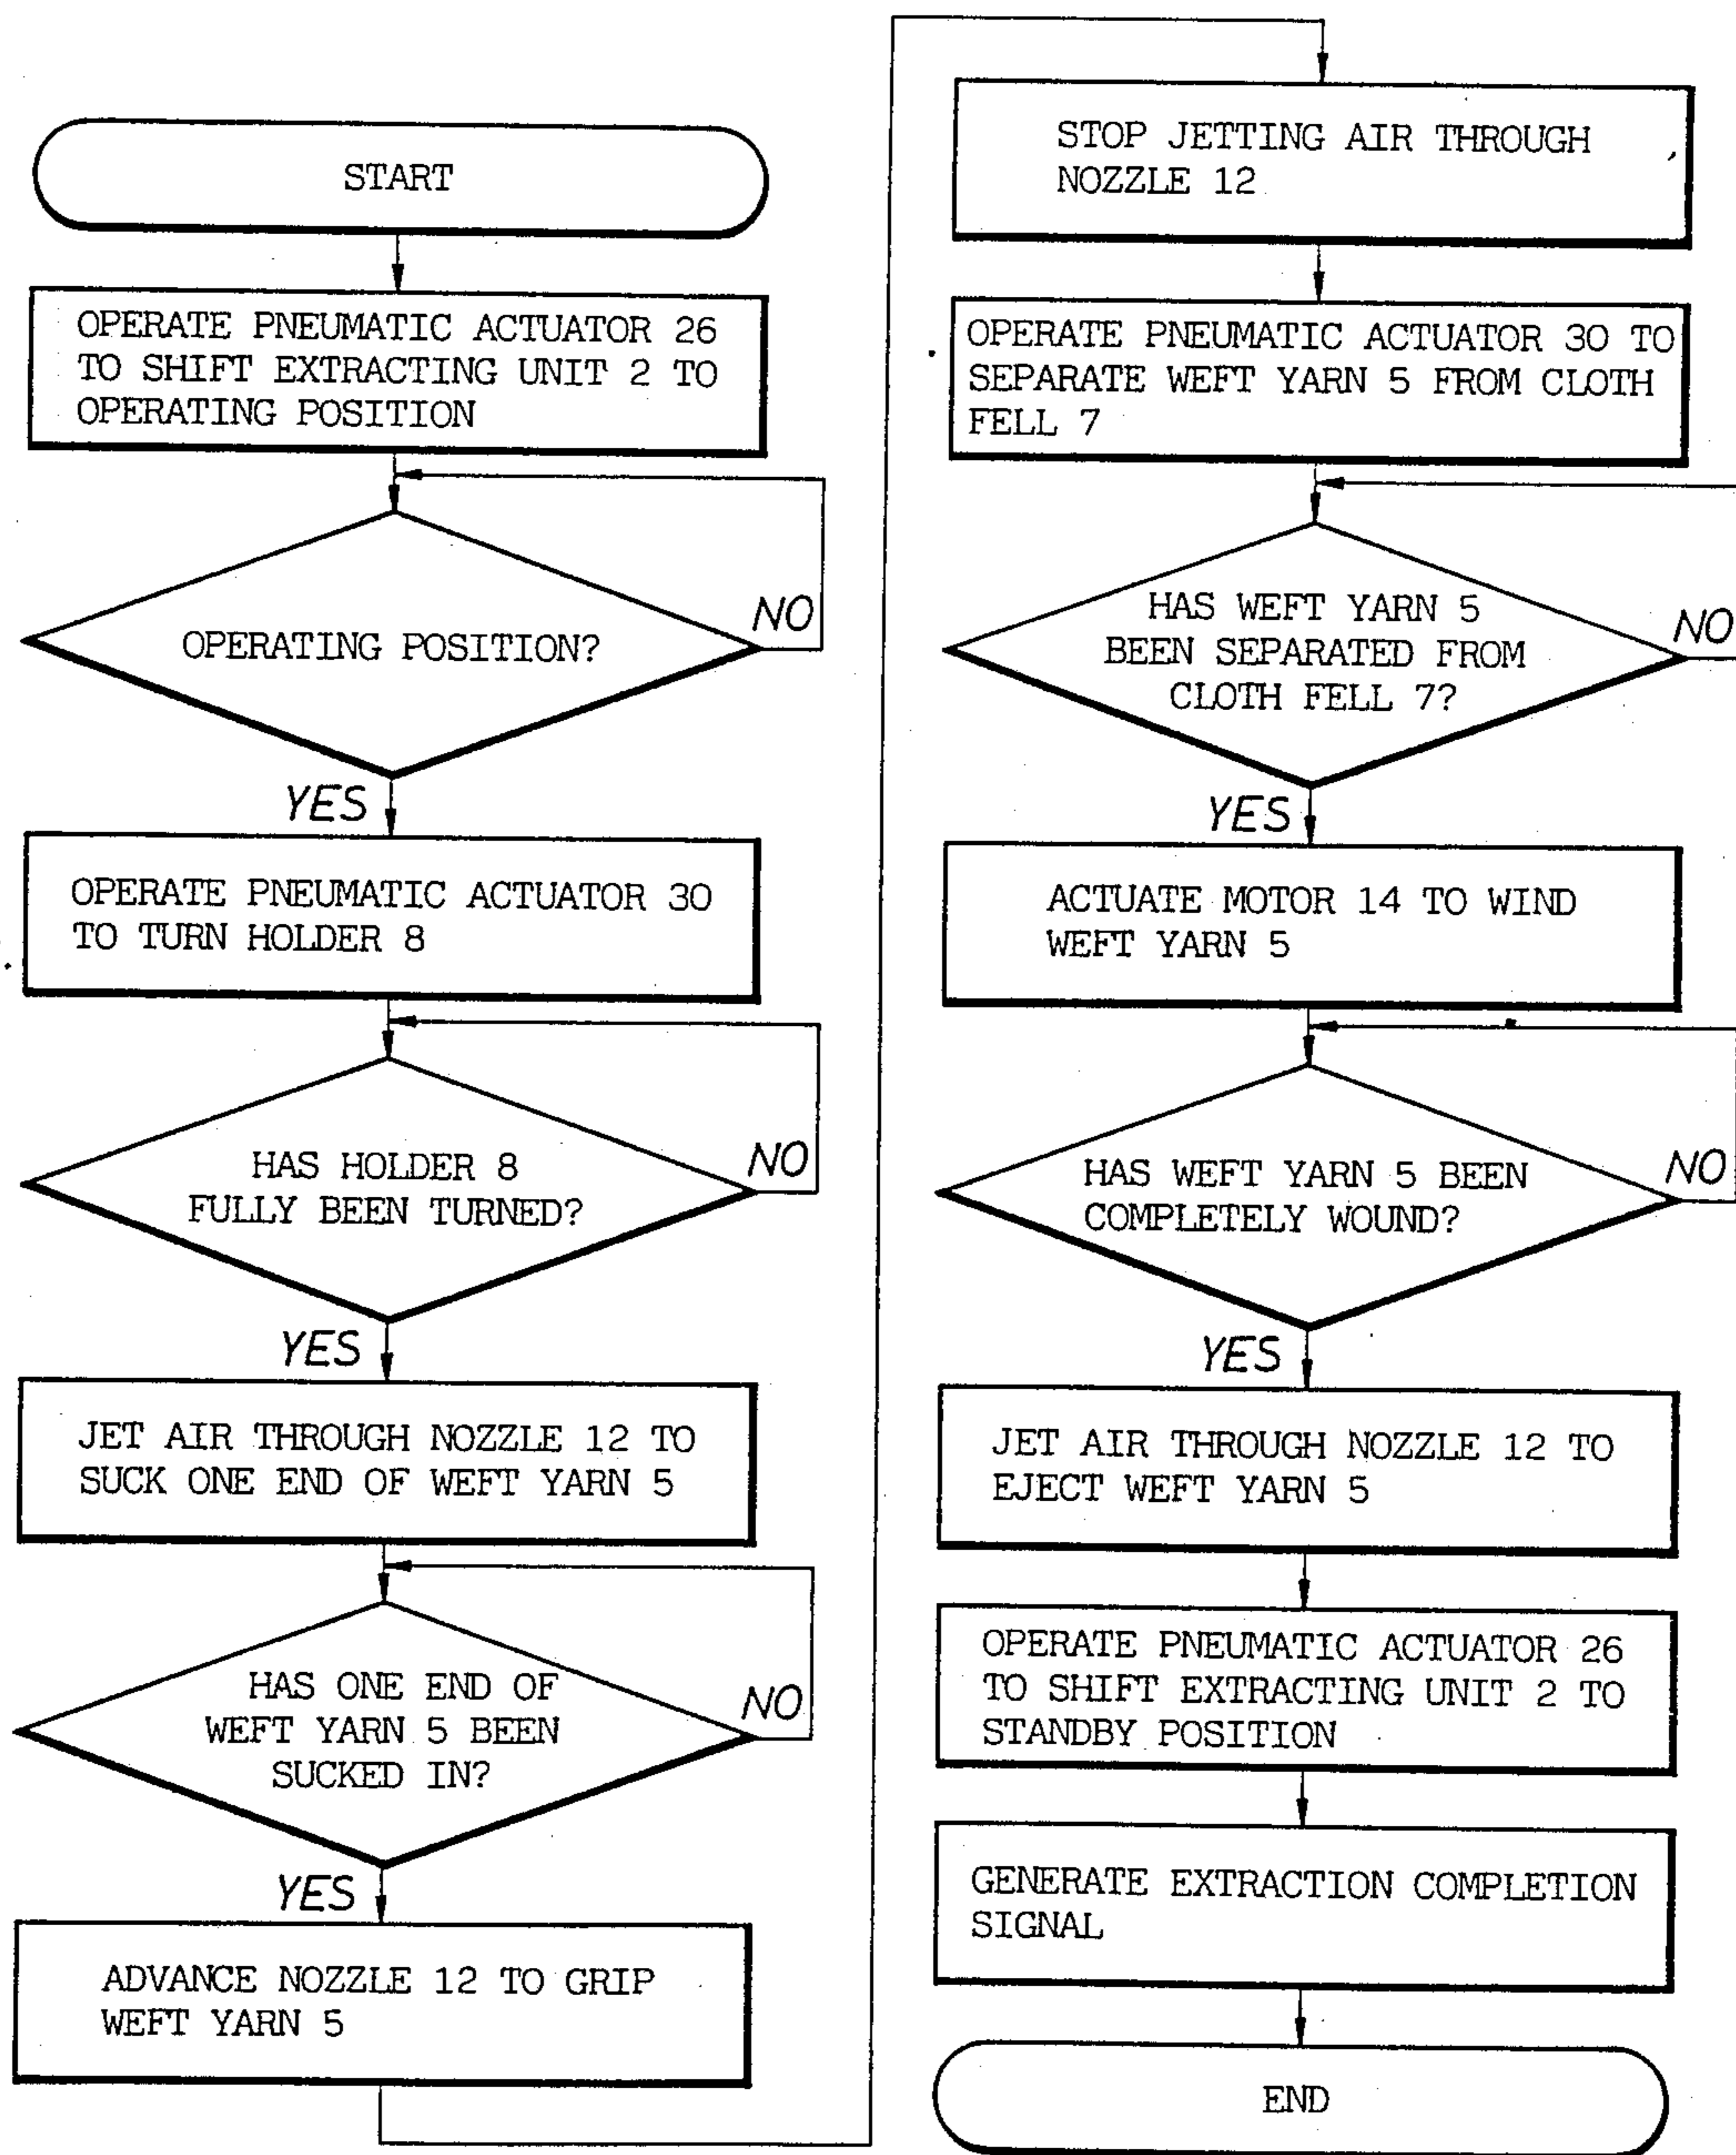 START
OPERATE PNEUMATIC ACTUATOR 26
TO SHIFT EXTRACTING UNIT 2 TO
OPERATING POSITION
OPERATING POSITION?
NO
YES
OPERATE PNEUMATIC ACTUATOR 30
TO TURN HOLDER 8
HAS HOLDER 8
FULLY BEEN TURNED?
NO
YES
JET AIR THROUGH NOZZLE 12 TO
SUCK ONE END OF WEFT YARN 5
HAS ONE END OF
WEFT YARN 5 BEEN
SUCKED IN?
NO
YES
ADVANCE NOZZLE 12 TO GRIP
WEFT YARN 5
STOP JETTING AIR THROUGH
NOZZLE 12
OPERATE PNEUMATIC ACTUATOR 30 TO
SEPARATE WEFT YARN 5 FROM CLOTH
FELL 7
HAS WEFT YARN 5
BEEN SEPARATED FROM
CLOTH FELL 7?
NO
YES
ACTUATE MOTOR 14 TO WIND
WEFT YARN 5
HAS WEFT YARN 5 BEEN
COMPLETELY WOUND?
NO
YES
JET AIR THROUGH NOZZLE 12 TO
EJECT WEFT YARN 5
OPERATE PNEUMATIC ACTUATOR 26
TO SHIFT EXTRACTING UNIT 2 TO
STANDBY POSITION
GENERATE EXTRACTION COMPLETION
SIGNAL
END